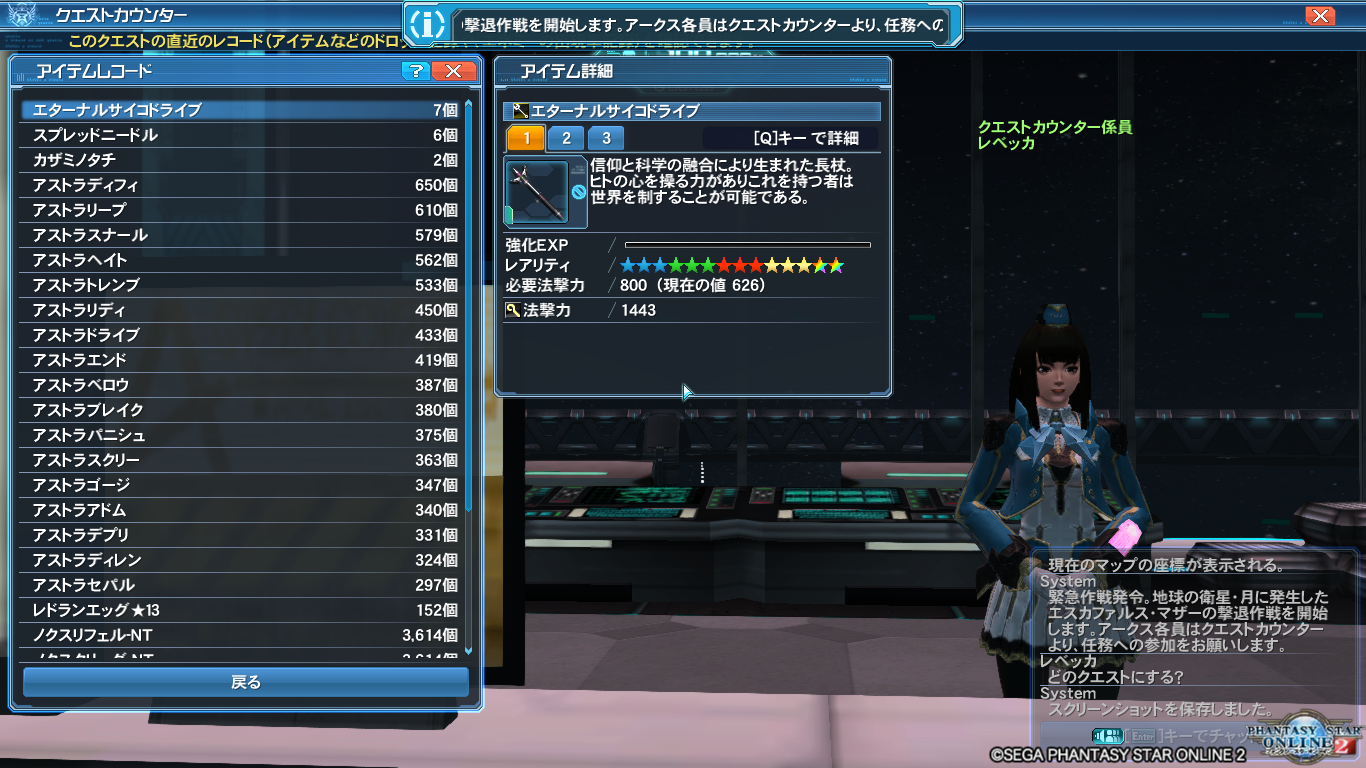 クエストカウンター
撃退作戦を開始します。アークス各員はクエストカウンターより、任務への
このクエストの直近のレコード(アイテムなどのドロッ
アイテムレコード
?
エターナルサイコドライブ 7個
スプレッドニードル 6個
カザミノタチ 2個
アストラディフィ 650個
アストラリープ 610個
アストラスナール 579個
アストラヘイト 562個
アストラトレンブ 533個
アストラリディ 450個
アストラドライブ 433個
アストラエンド 419個
アストラベロウ 387個
アストラブレイク 380個
アストラバニシュ 375個
アストラスクリー 363個
アストラゴージ 347個
アストラアドム 340個
アストラデプリ 331個
アストラディレン 324個
アストラセパル 297個
レドランエッグ★13 152個
ノクスリフェル-NT 3,614個
戻る
アイテム詳細
エターナルサイコドライブ
1 2 3 [Q]キー で詳細
信仰と科学の融合により生まれた長杖。
ヒトの心を操る力がありこれを持つ者は
世界を制することが可能である。
強化EXP
レアリティ ★★★★★★★★★★★★★★
必要法撃力 800 (現在の値 626)
法撃力 1443
クエストカウンター係員
レベッカ
現在のマップの座標が表示される。
System
緊急作戦発令。地球の衛星・月に発生した
エスカファルス・マザーの撃退作戦を開始
します。アークス各員はクエストカウンター
より、任務への参加をお願いします。
レベッカ
どのクエストにする?
System
スクリーンショットを保存しました。
[Enter]キーでチャッ
PHANTASY STAR
ONLINE 2
©SEGA PHANTASY STAR ONLINE 2